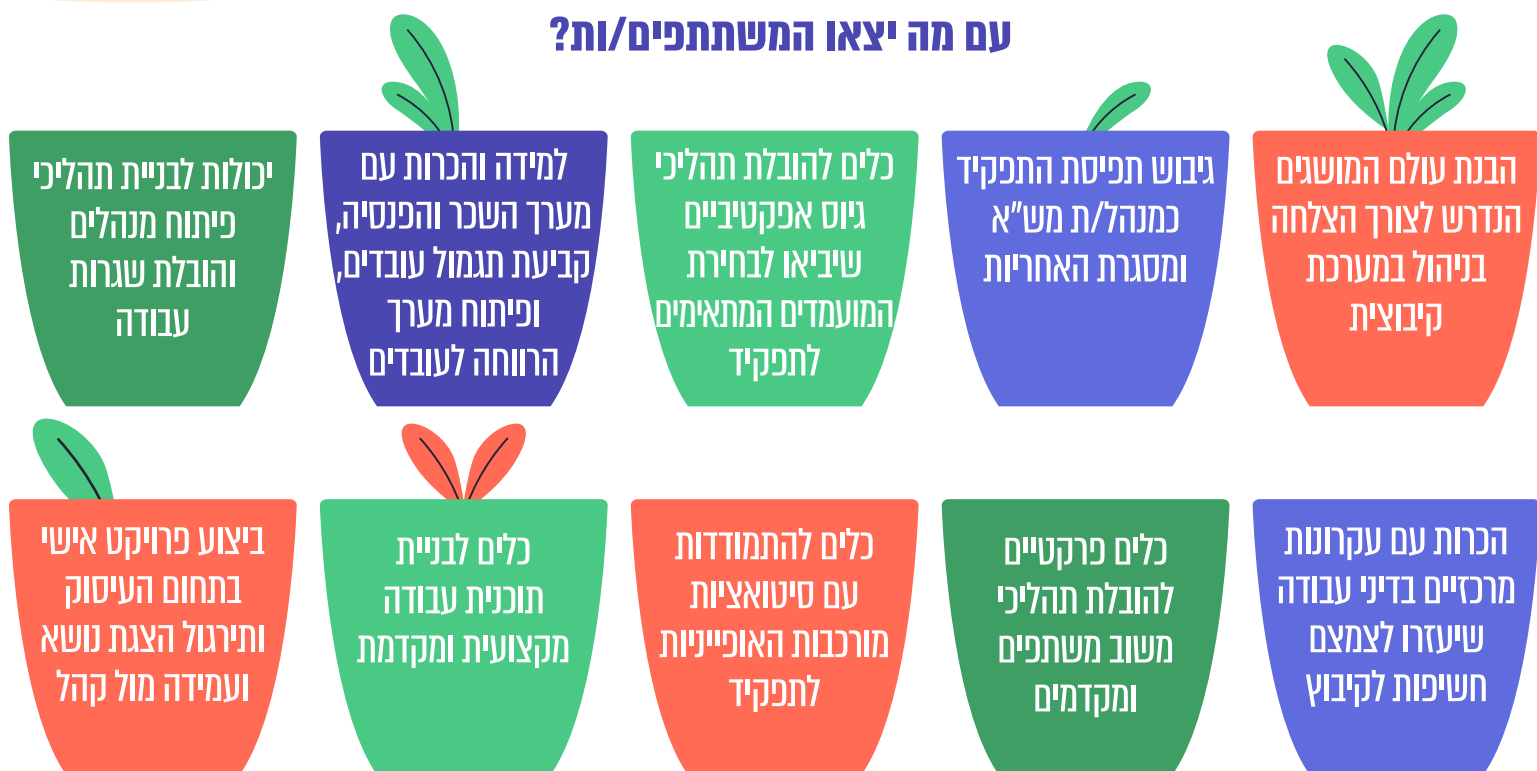 עם מה יצאו המשתתפים/ות?
הבנת עולם המושגים
הנדרש לצורך הצלחה
בניהול במערכת
קיבוצית
גיבוש תפיסת התפקיד
כמנהל/ת מש"א
ומסגרת האחריות
כלים להובלת תהליכי
גיוס אפקטיביים
שיביאו לבחירת
המועמדים המתאימים
לתפקיד
למידה והכרות עם
מערך השכר והפנסיה,
קביעת תגמול עובדים,
ופיתוח מערך
הרווחה לעובדים
יכולות לבניית תהליכי
פיתוח מנהלים
והובלת שגרות
עבודה
הכרות עם עקרונות
מרכזיים בדיני עבודה
שיעזרו לצמצם
חשיפות לקיבוץ
כלים פרקטיים
להובלת תהליכי
משוב משתפים
ומקדמים
כלים להתמודדות
עם סיטואציות
מורכבות האופייניות
לתפקיד
כלים לבניית
תוכנית עבודה
מקצועית ומקדמת
ביצוע פרויקט אישי
בתחום העיסוק
ותירגול הצגת נושא
ועמידה מול קהל